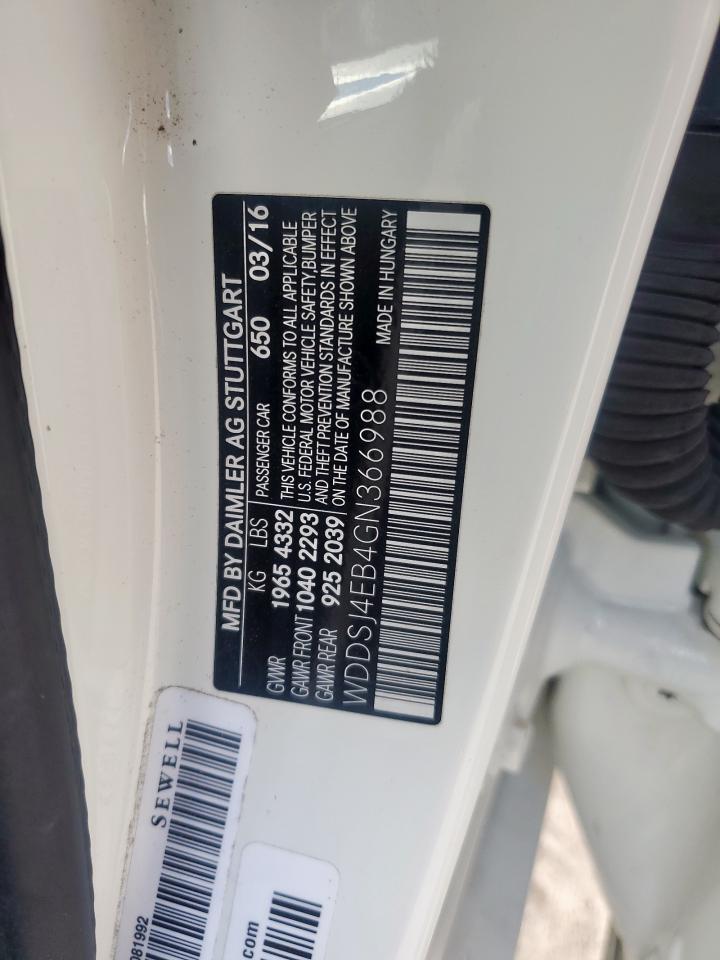 MFD BY DAIMLER AG STUTTGART
KG LBS PASSENGER CAR 650 03/16
GVWR 1965 4332 THIS VEHICLE CONFORMS TO ALL APPLICABLE
GAWR FRONT 1040 2293 U.S. FEDERAL MOTOR VEHICLE SAFETY, BUMPER
GAWR REAR 925 2039 AND THEFT PREVENTION STANDARDS IN EFFECT
ON THE DATE OF MANUFACTURE SHOWN ABOVE
WDDSJ4EB4GN366988 MADE IN HUNGARY
SEWELL
081992
.com